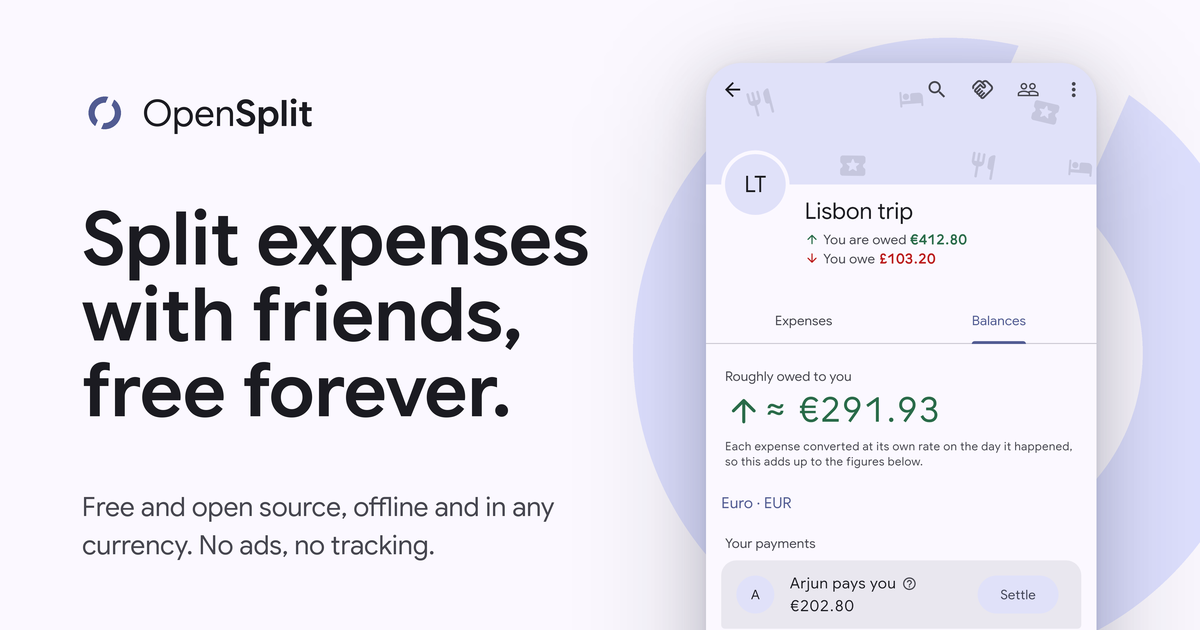 OpenSplit
Split expenses
with friends,
free forever.
Free and open source, offline and in any
currency. No ads, no tracking.
LT
Lisbon trip
↑ You are owed €412.80
↓ You owe £103.20
Expenses
Balances
Roughly owed to you
↑ ≈ €291.93
Each expense converted at its own rate on the day it happened,
so this adds up to the figures below.
Euro · EUR
Your payments
A
Arjun pays you
€202.80
Settle